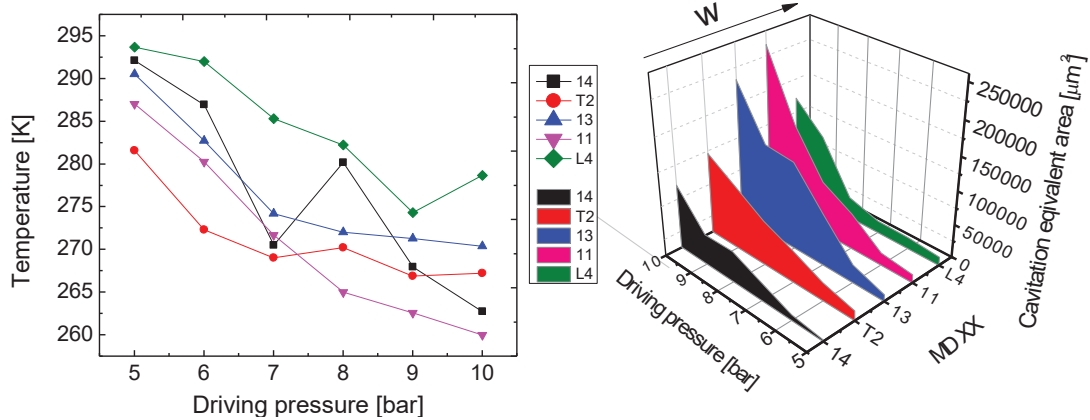 295
290
285
280
275
270
265
260
Temperature [K]
5 6 7 8 9 10
Driving pressure [bar]
14
T2
13
11
L4
14
T2
13
11
L4
W
250000
200000
150000
100000
50000
0
Cavitation eqivalent area [μm²]
10
9
8
7
6
5
Driving pressure [bar]
14
T2
13
11
L4
MD XX